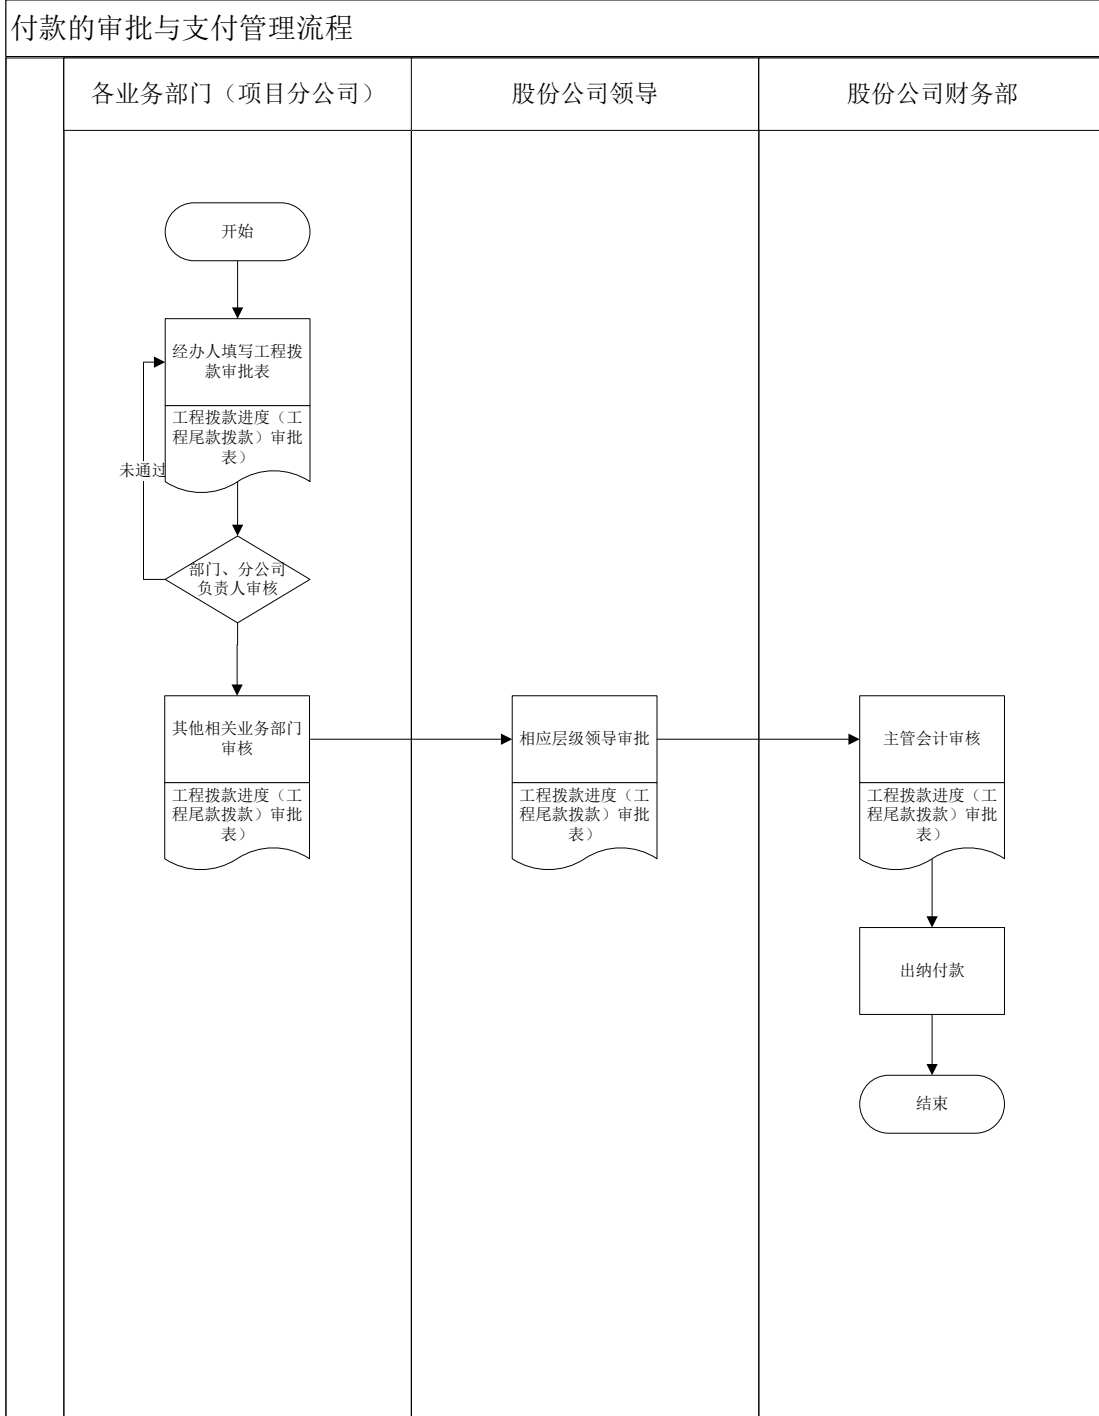 付款的审批与支付管理流程
各业务部门（项目分公司）
股份公司领导
股份公司财务部
开始
经办人填写工程拨
款审批表
工程拨款进度（工
程尾款拨款）审批
表）
未通过
部门、分公司
负责人审核
其他相关业务部门
审核
工程拨款进度（工
程尾款拨款）审批
表）
相应层级领导审批
工程拨款进度（工
程尾款拨款）审批
表）
主管会计审核
工程拨款进度（工
程尾款拨款）审批
表）
出纳付款
结束